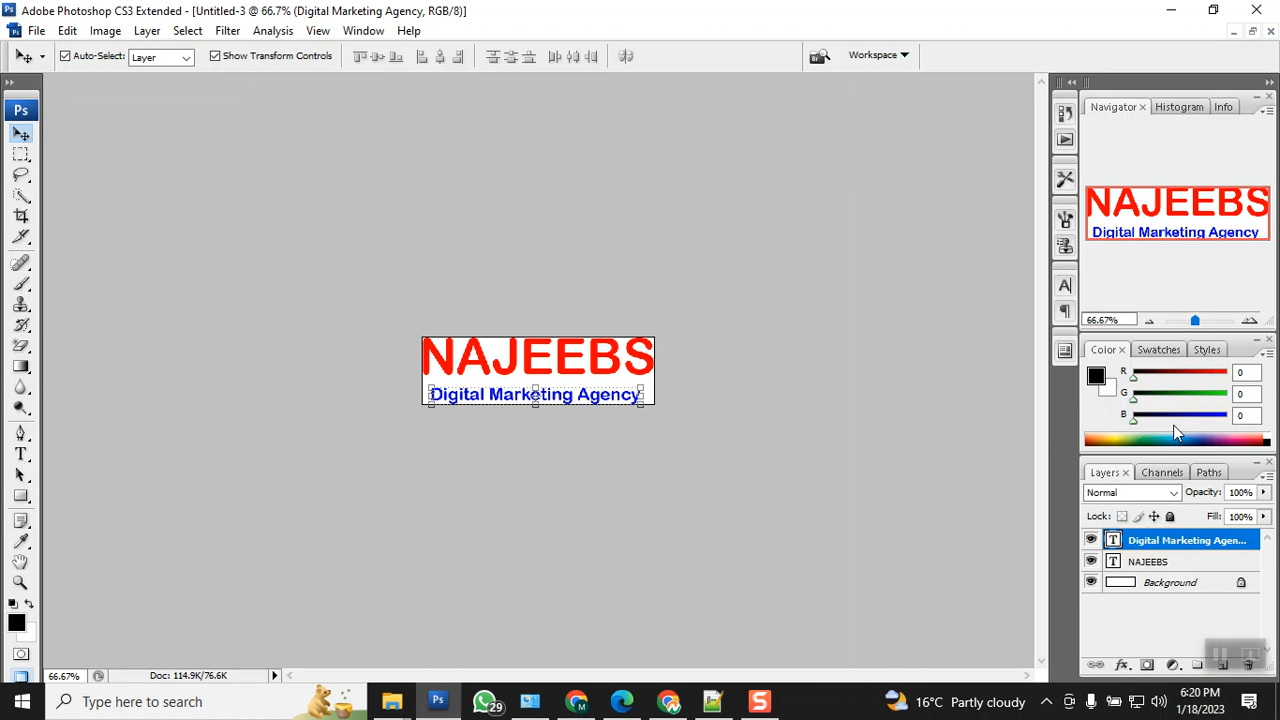 Ps Adobe Photoshop CS3 Extended - [Untitled-3 @ 66.7% (Digital Marketing Agency, RGB/8)]
Ps File Edit Image Layer Select Filter Analysis View Window Help
Auto-Select: Layer Show Transform Controls Workspace
Ps
Navigator Histogram Info
NAJEEBS
Digital Marketing Agency
66.67%
NAJEEBS
Digital Marketing Agency
Color Swatches Styles
R 0
G 0
B 0
Layers Channels Paths
Normal Opacity: 100%
Lock: Fill: 100%
T Digital Marketing Agen...
T NAJEEBS
Background
66.67% Doc: 114.9K/76.6K
Type here to search
Ps
29
16°C Partly cloudy
6:20 PM
1/18/2023